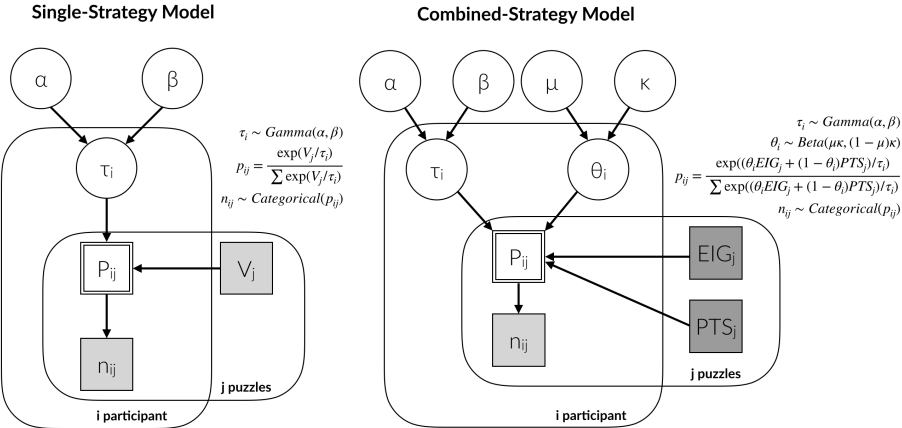 Single-Strategy Model
α
β
τᵢ ~ Gamma(α, β)
pᵢⱼ = exp(Vⱼ/τᵢ) / ∑ exp(Vⱼ/τᵢ)
nᵢⱼ ~ Categorical(pᵢⱼ)
τᵢ
Pᵢⱼ
Vⱼ
nᵢⱼ
j puzzles
i participant
Combined-Strategy Model
α
β
μ
κ
τᵢ ~ Gamma(α, β)
θᵢ ~ Beta(μκ, (1 − μ)κ)
pᵢⱼ = exp((θᵢEIGⱼ + (1 − θᵢ)PTSⱼ)/τᵢ) / ∑ exp((θᵢEIGⱼ + (1 − θᵢ)PTSⱼ)/τᵢ)
nᵢⱼ ~ Categorical(pᵢⱼ)
τᵢ
θᵢ
Pᵢⱼ
EIGⱼ
PTSⱼ
nᵢⱼ
j puzzles
i participant